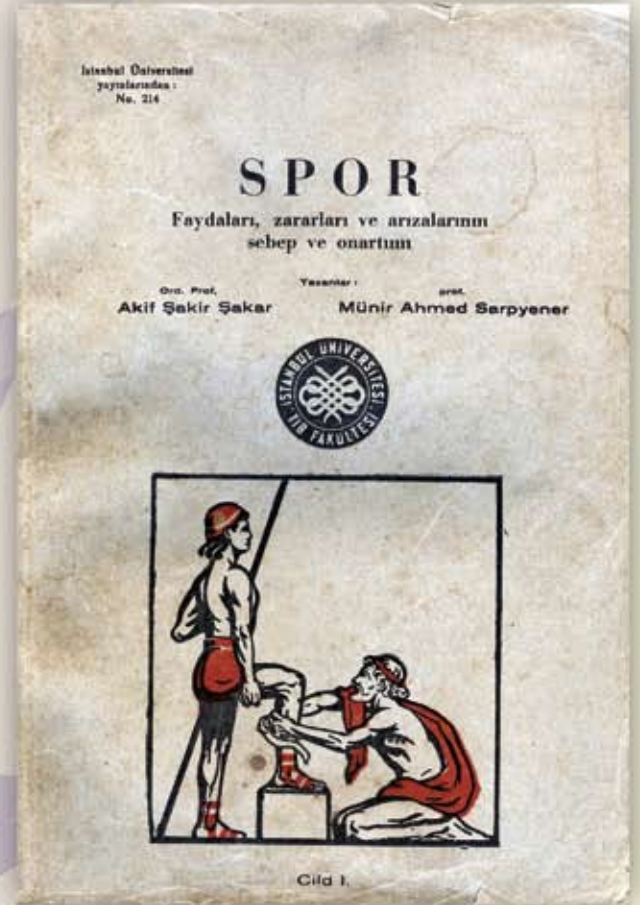 İstanbul Üniversitesi
yayınlarından :
No. 214
SPOR
Faydaları, zararları ve arızalarının
sebep ve onartımı
Yazanlar :
Ord. Prof.
Akif Şakir Şakar
prof.
Münir Ahmed Sarpyener
İSTANBUL ÜNİVERSİTESİ
TIB FAKÜLTESİ
Cild I.